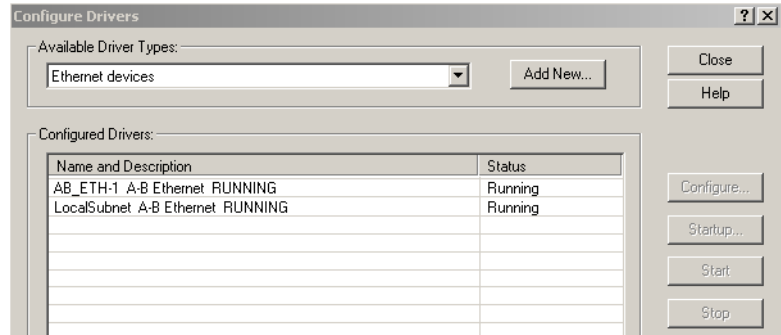 Configure Drivers
? ×
Available Driver Types:
Ethernet devices
Add New...
Close
Help
Configured Drivers:
Name and Description Status
AB_ETH-1 A-B Ethernet RUNNING Running
LocalSubnet A-B Ethernet RUNNING Running
Configure...
Startup...
Start
Stop